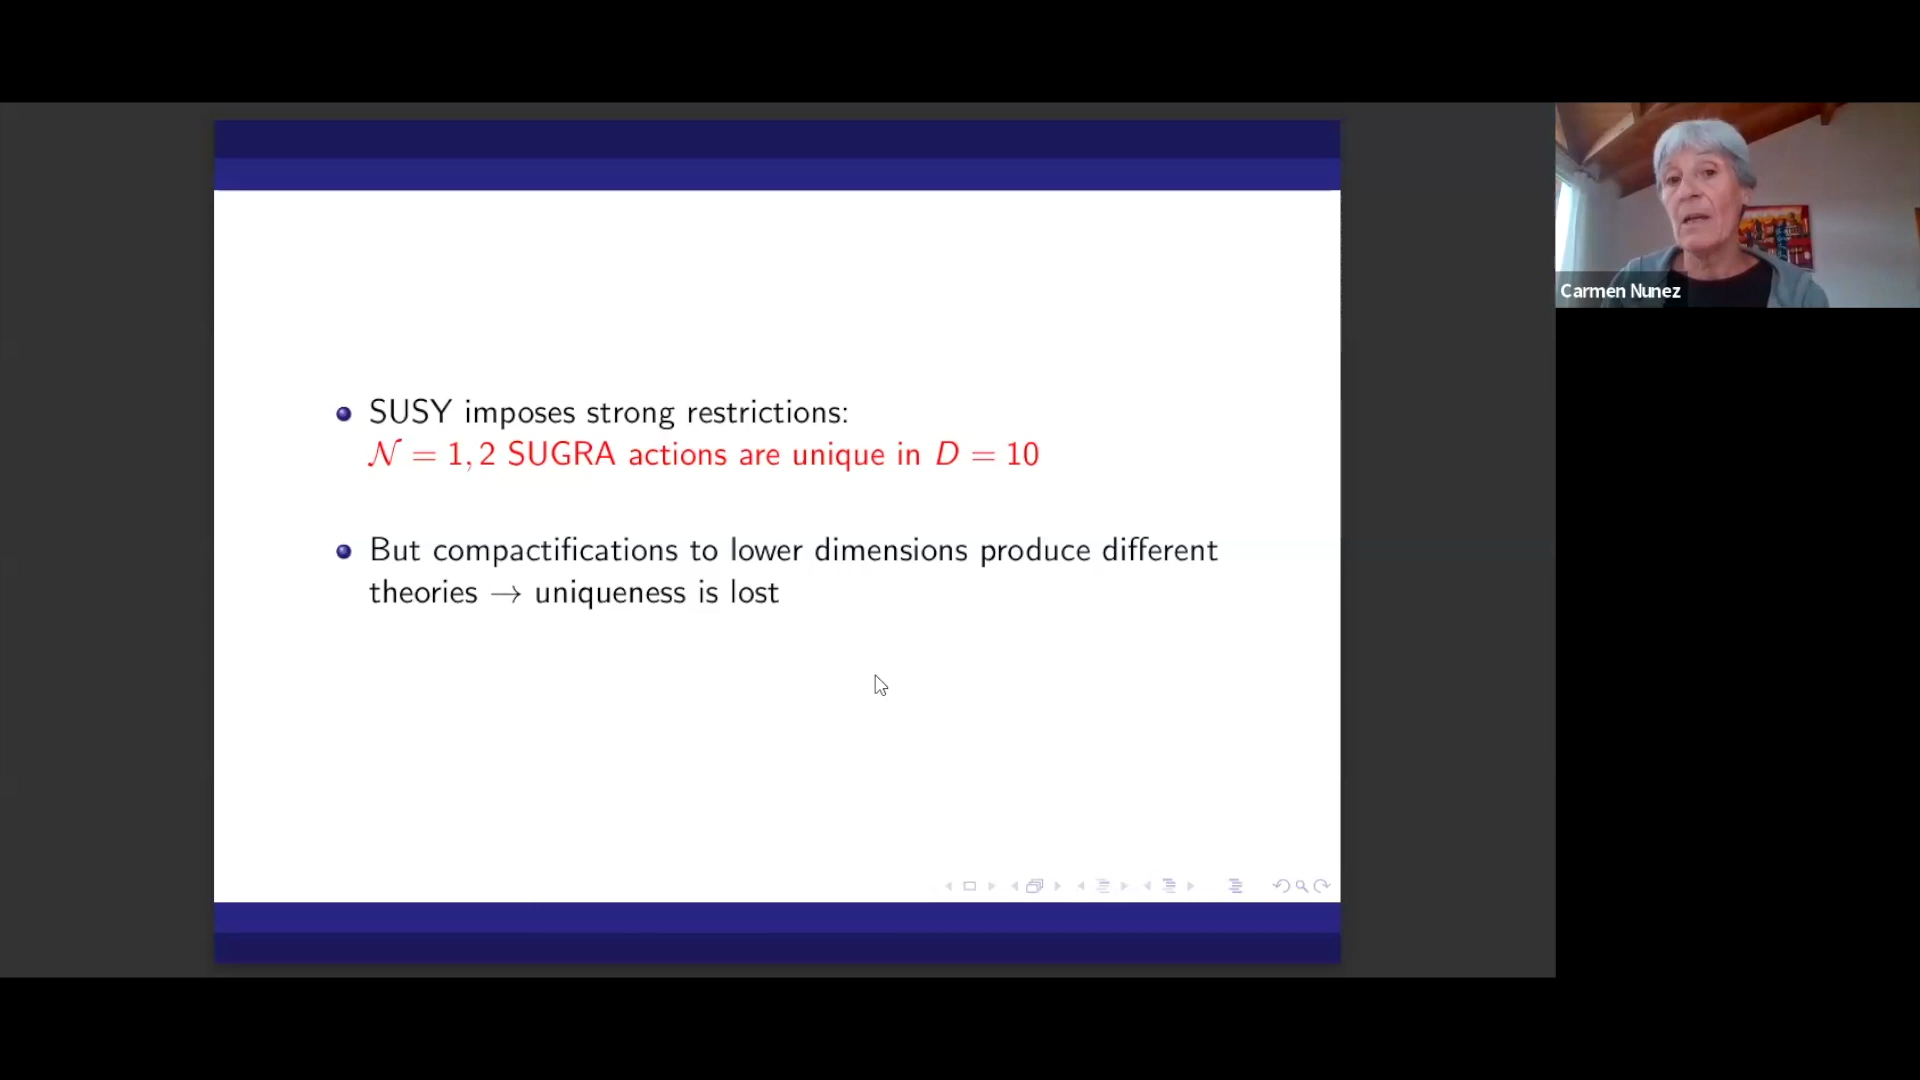 SUSY imposes strong restrictions:
𝒩 = 1, 2 SUGRA actions are unique in D = 10
But compactifications to lower dimensions produce different
theories → uniqueness is lost
Carmen Nunez